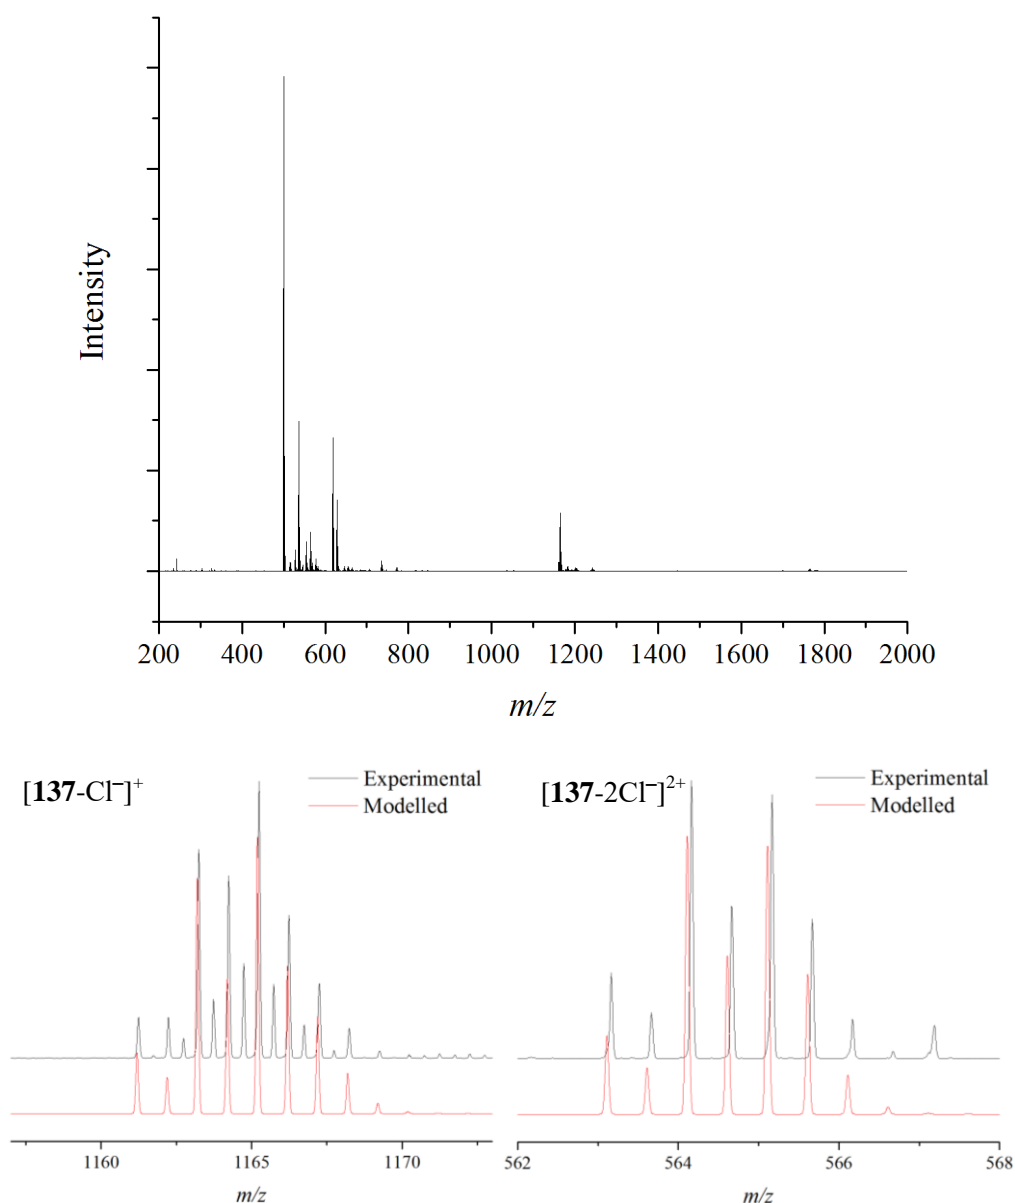 Intensity
200 400 600 800 1000 1200 1400 1600 1800 2000
m/z
[137-Cl⁻]⁺
Experimental
Modelled
1160 1165 1170
m/z
[137-2Cl⁻]²⁺
Experimental
Modelled
562 564 566 568
m/z